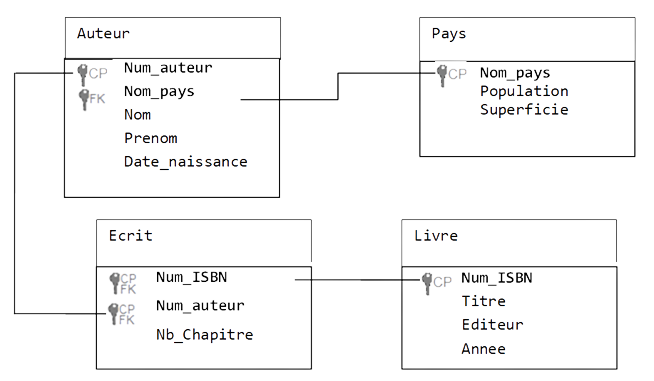 Auteur
CP Num_auteur
FK Nom_pays
Nom
Prenom
Date_naissance
Pays
CP Nom_pays
Population
Superficie
Ecrit
CP FK Num_ISBN
CP FK Num_auteur
Nb_Chapitre
Livre
CP Num_ISBN
Titre
Editeur
Annee